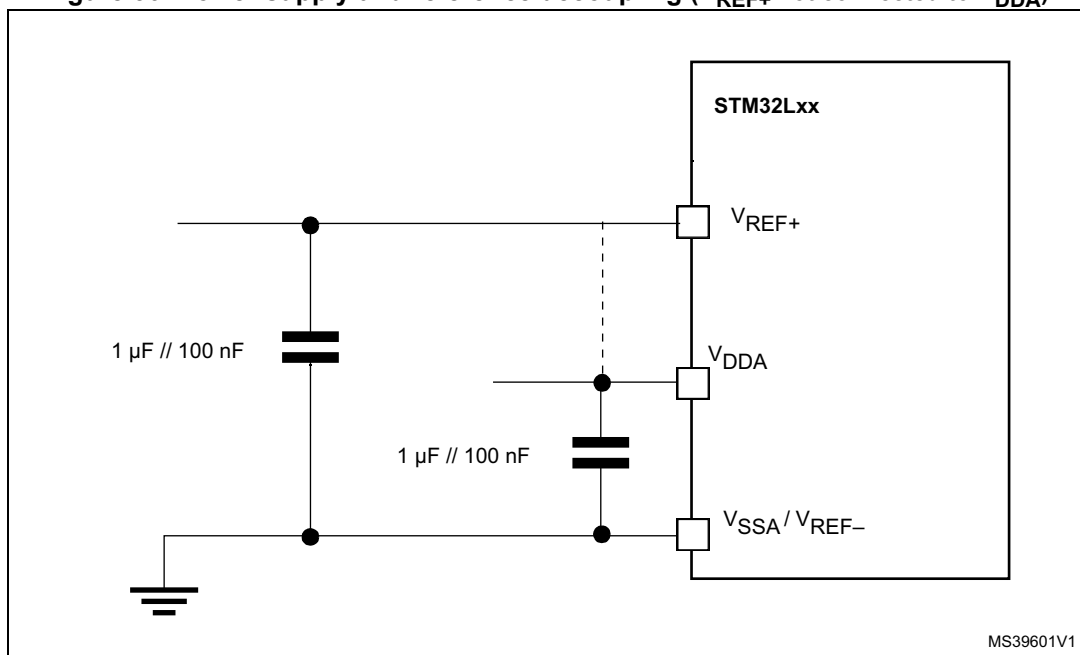 STM32Lxx
VREF+
1 µF // 100 nF
VDDA
1 µF // 100 nF
VSSA / VREF–
MS39601V1